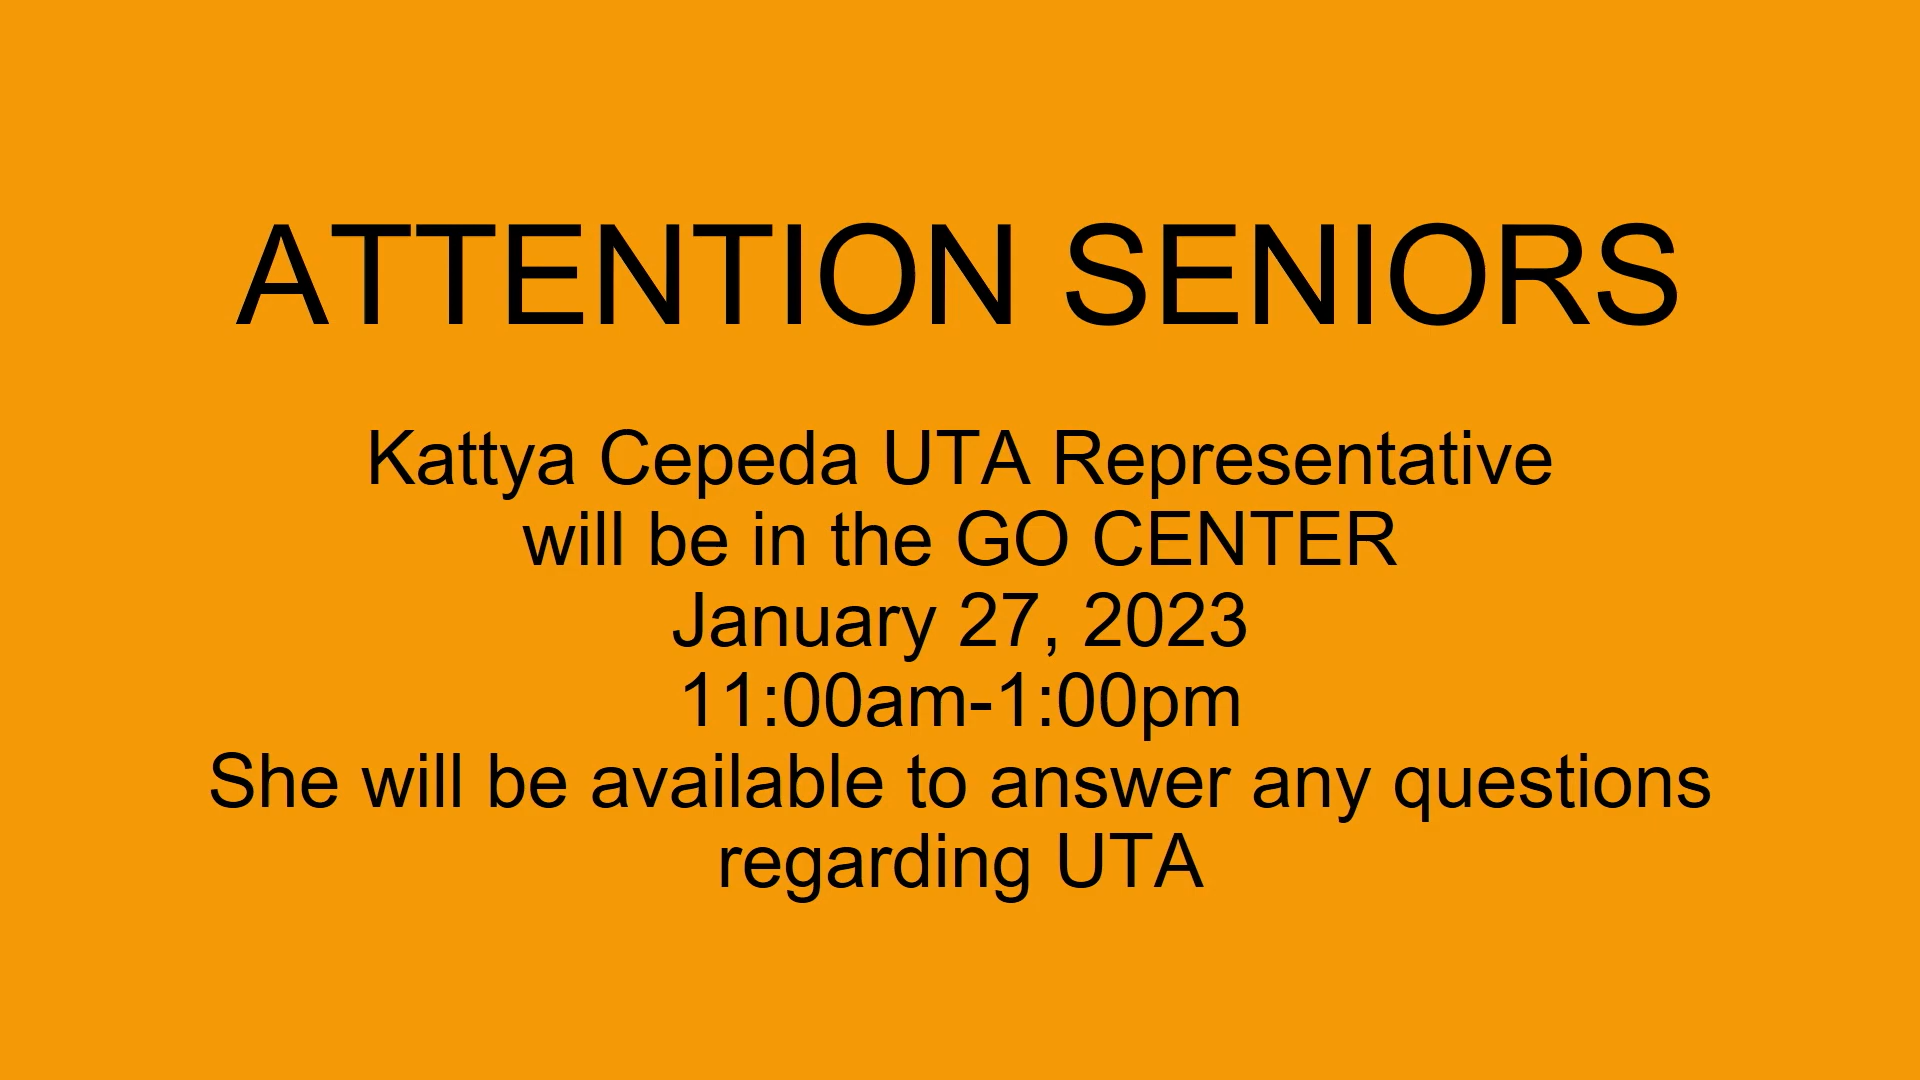 ATTENTION SENIORS
Kattya Cepeda UTA Representative
will be in the GO CENTER
January 27, 2023
11:00am-1:00pm
She will be available to answer any questions
regarding UTA